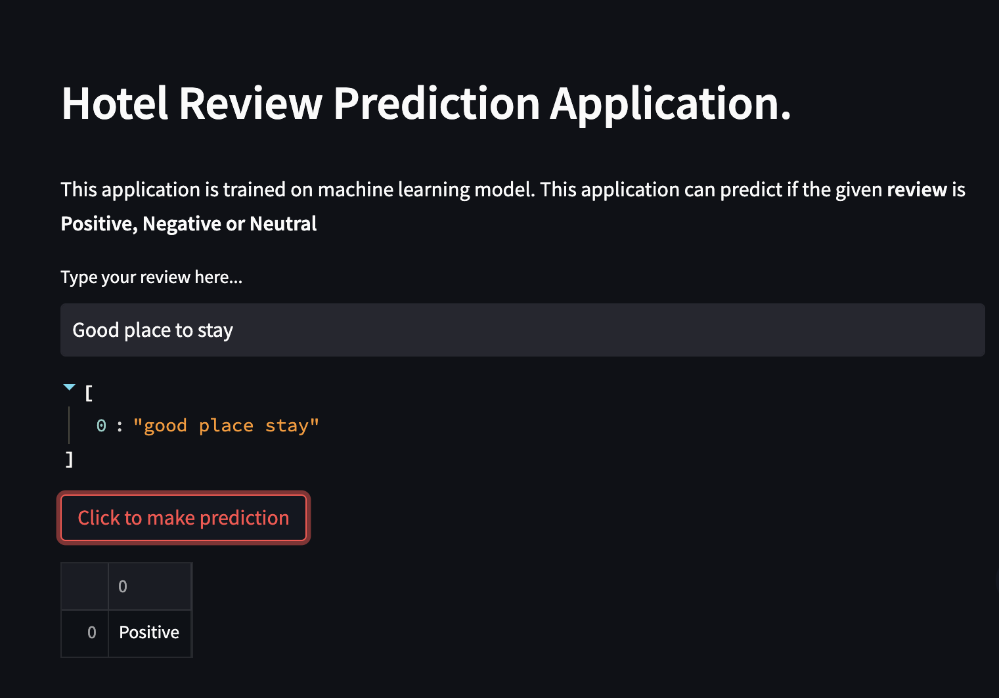 Hotel Review Prediction Application.
This application is trained on machine learning model. This application can predict if the given review is
Positive, Negative or Neutral
Type your review here...
Good place to stay
[
0 : "good place stay"
]
Click to make prediction
0
0 Positive